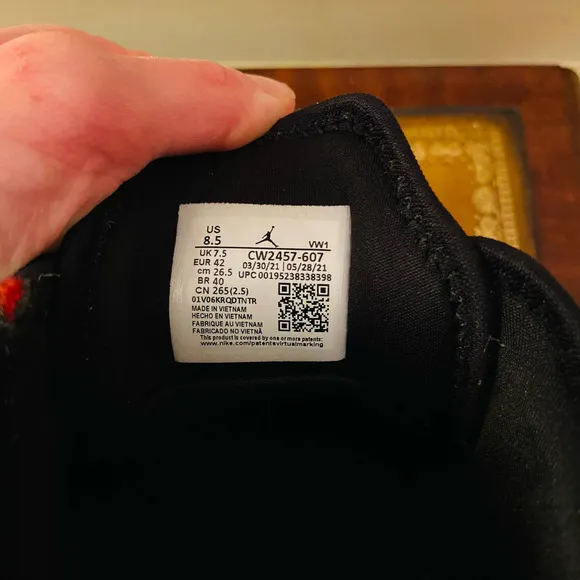 US
8.5
VW1
UK 7.5
CW2457-607
EUR 42
03/30/21 | 05/28/21
cm 26.5
UPC 00195238338398
BR 40
CN 265(2.5)
01V06KRQDTNTR
MADE IN VIETNAM
HECHO EN VIETNAM
FABRIQUE AU VIETNAM
FABRICADO NO VIETNÃ
This product is covered by one or more patents:
www.nike.com/patentsvirtualmarking